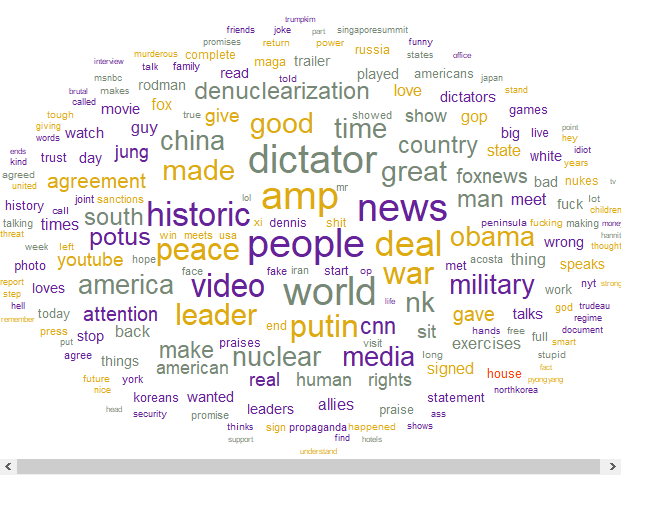 trumpkim
friends joke part singaporesummit
promises return power funny
murderous complete russia states office
interview talk family maga trailer
msnbc told played americans japan
brutal makes rodman read denuclearization love dictators stand
called movie fox true give good time showed show gop games
tough
giving watch guy china country big live point
words hey idiot
ends trust day jung made dictator great state white years
kind
agreed agreement lol mr foxnews bad nukes tv
united joint sanctions amp man meet fuck lot children
history call south historic xi dennis shit news peninsula fucking making money
talking times
threat potus win meets usa people deal obama wrong thought
week left peace
photo youtube hope face fake iran start op war met acosta thing speaks
report step loves america video world life military work nyt strong
hell today attention leader nk gave talks god trudeau
remember press end putin cnn sit hands free regime
put stop back praises visit exercises full document
agree things make nuclear media long stupid smart
american signed fact
future york real human rights house pyongyang
nice koreans wanted leaders allies statement northkorea
head security promise praise ass
thinks sign propaganda happened shows
support find hotels
understand